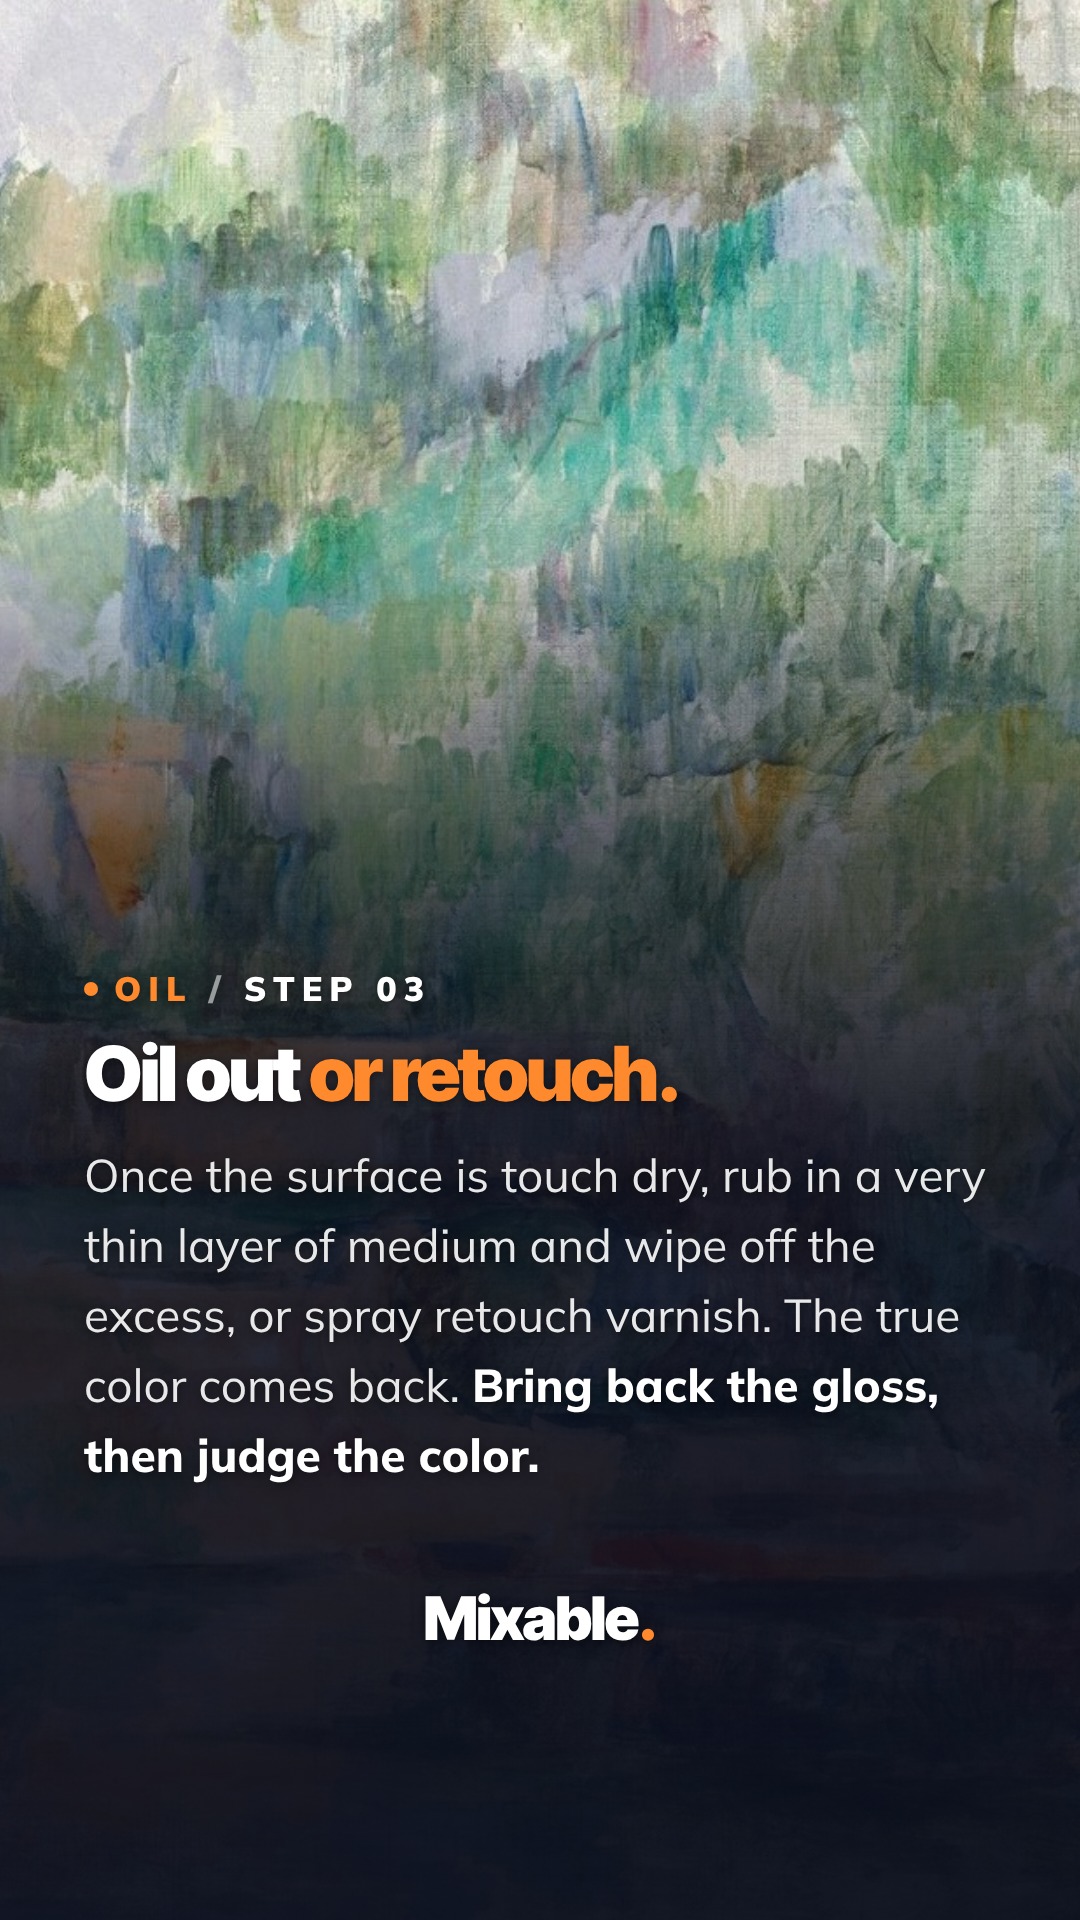 • OIL / STEP 03
Oil out or retouch.
Once the surface is touch dry, rub in a very
thin layer of medium and wipe off the
excess, or spray retouch varnish. The true
color comes back. Bring back the gloss,
then judge the color.
Mixable.